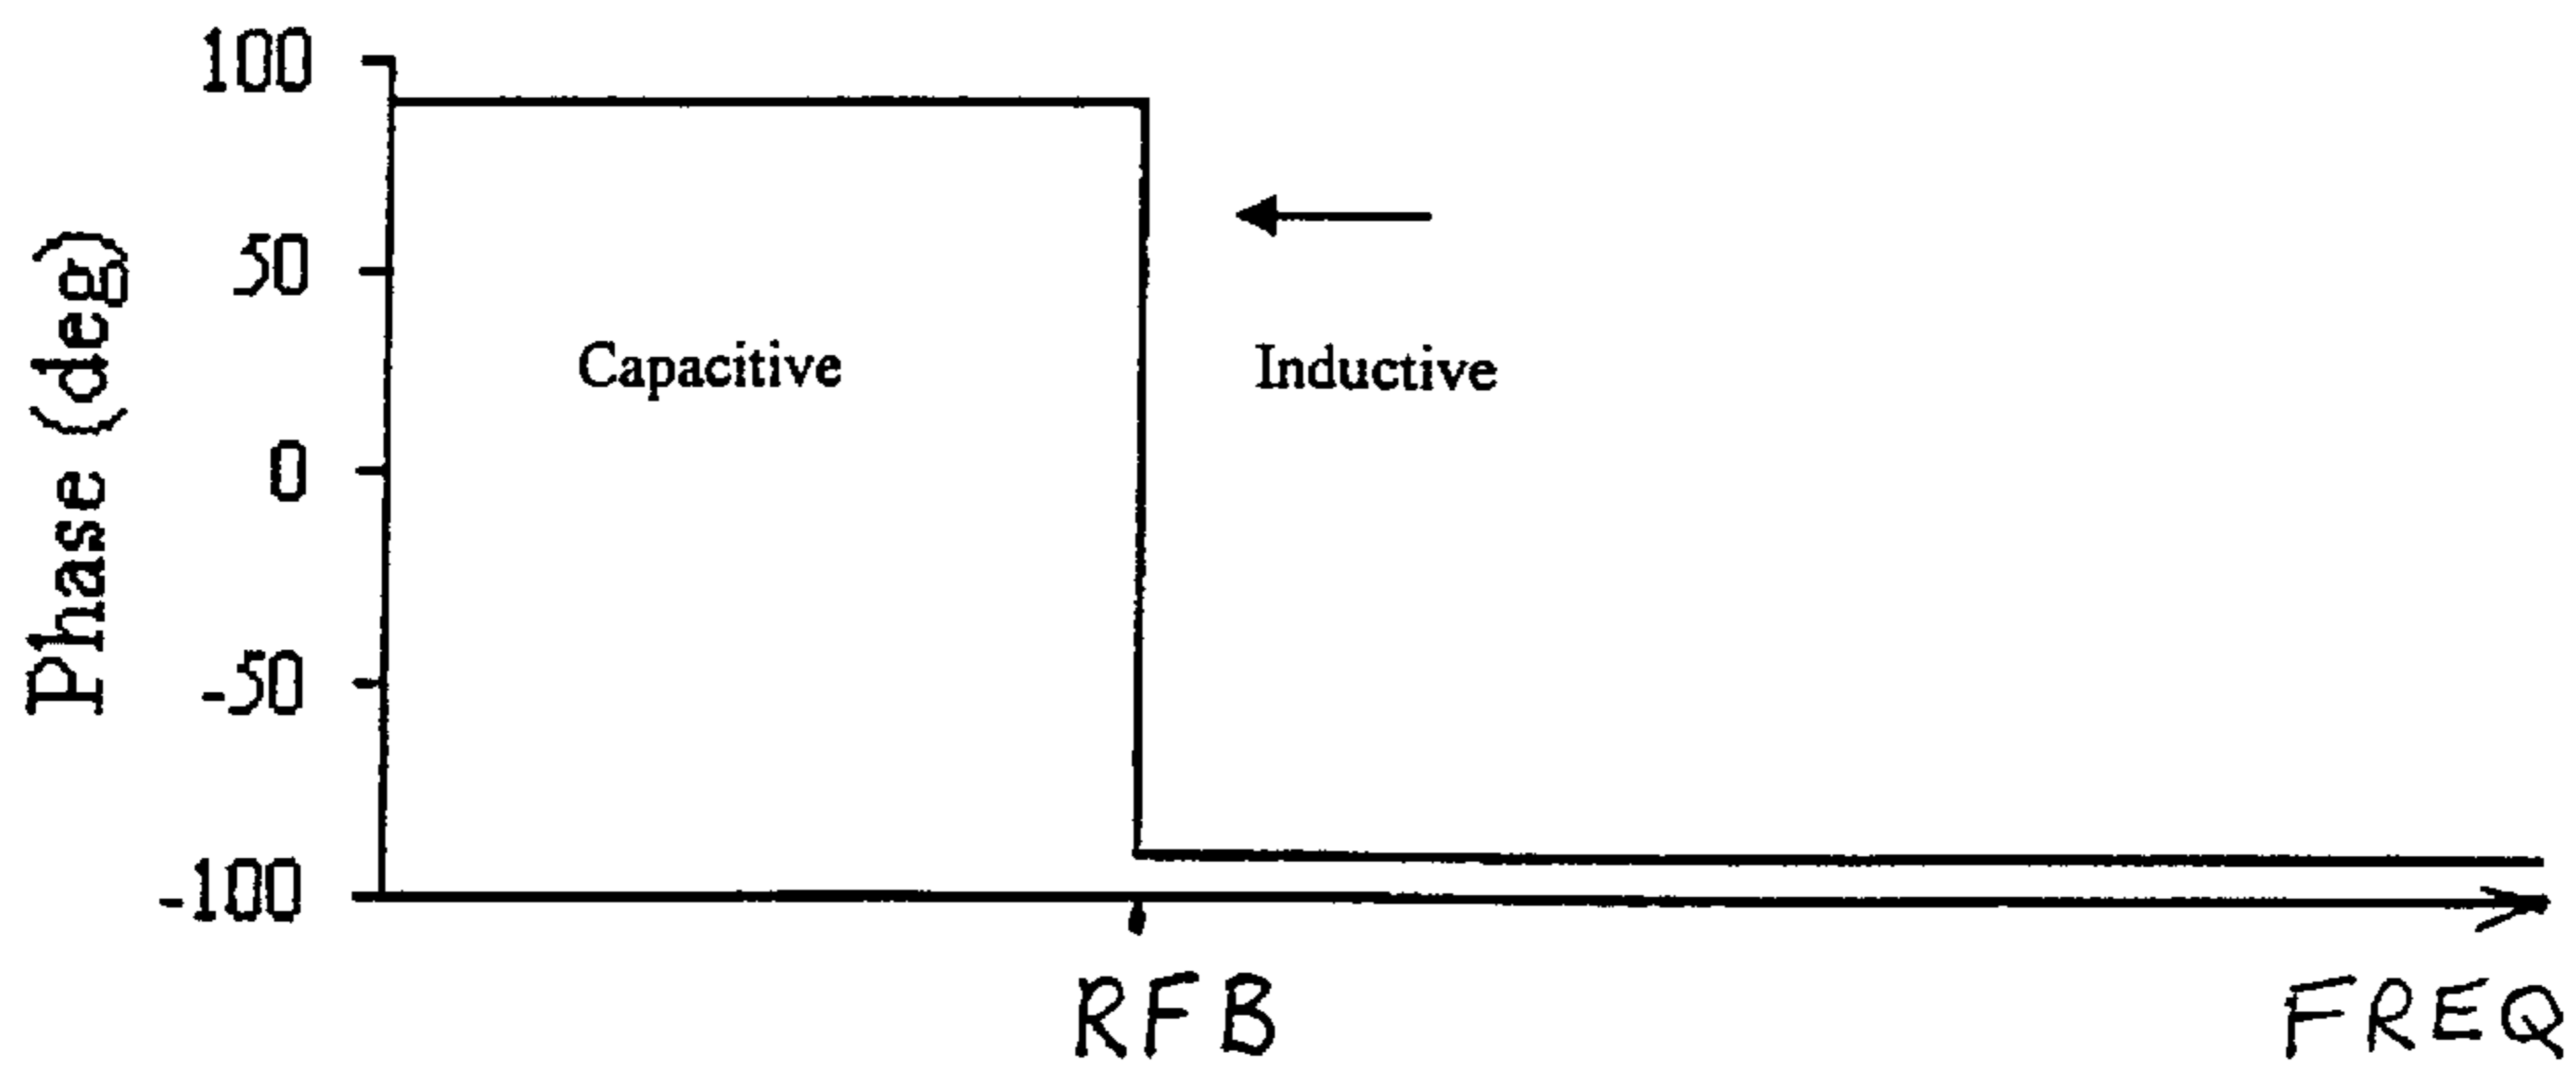 100
50
0
-50
-100
Phase (deg)
Capacitive
Inductive
RFB
FREQ